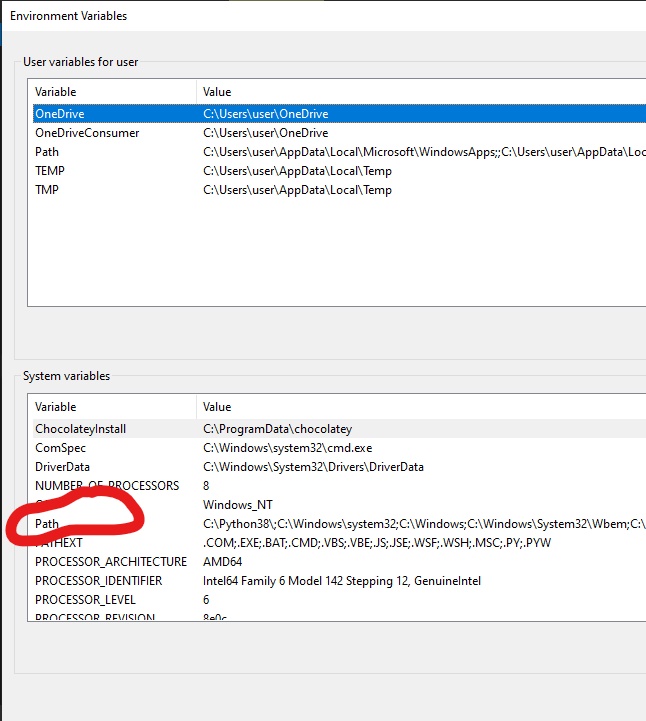 Environment Variables
User variables for user
Variable Value
OneDrive C:\Users\user\OneDrive
OneDriveConsumer C:\Users\user\OneDrive
Path C:\Users\user\AppData\Local\Microsoft\WindowsApps;;C:\Users\user\AppData\Loc
TEMP C:\Users\user\AppData\Local\Temp
TMP C:\Users\user\AppData\Local\Temp
System variables
Variable Value
ChocolateyInstall C:\ProgramData\chocolatey
ComSpec C:\Windows\system32\cmd.exe
DriverData C:\Windows\System32\Drivers\DriverData
NUMBER_OF_PROCESSORS 8
Windows_NT
Path C:\Python38\;C:\Windows\system32;C:\Windows;C:\Windows\System32\Wbem;C:\
PATHEXT .COM;.EXE;.BAT;.CMD;.VBS;.VBE;.JS;.JSE;.WSF;.WSH;.MSC;.PY;.PYW
PROCESSOR_ARCHITECTURE AMD64
PROCESSOR_IDENTIFIER Intel64 Family 6 Model 142 Stepping 12, GenuineIntel
PROCESSOR_LEVEL 6
PROCESSOR_REVISION 8e0c